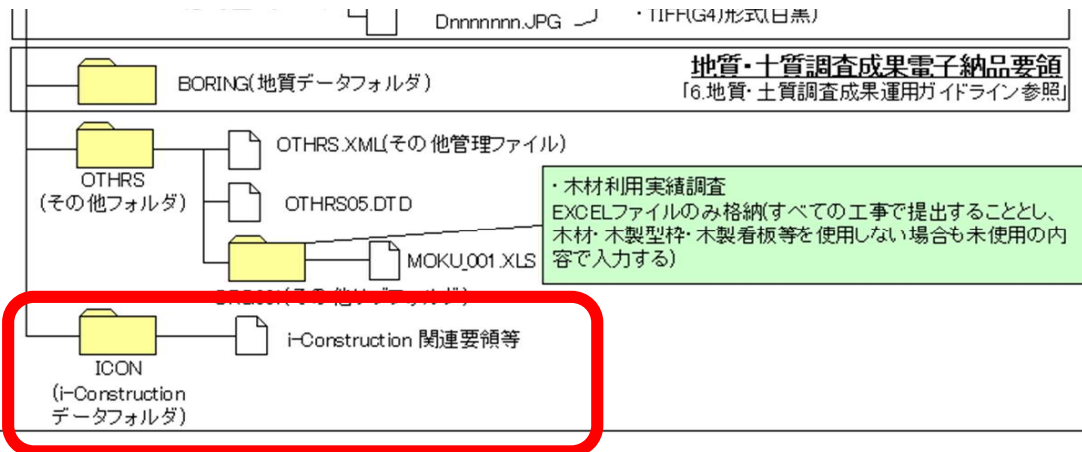 Dnnnnnnn.JPG
・TIFF(G4)形式(白黒)
BORING(地質データフォルダ)
地質・土質調査成果電子納品要領
「6.地質・土質調査成果運用ガイドライン参照」
OTHRS.XML(その他管理ファイル)
OTHRS
(その他フォルダ)
OTHRS05.DTD
・木材利用実績調査
EXCELファイルのみ格納(すべての工事で提出することとし、
木材・木製型枠・木製看板等を使用しない場合も未使用の内
容で入力する)
MOKU_001.XLS
i-Construction 関連要領等
ICON
(i-Construction
データフォルダ)